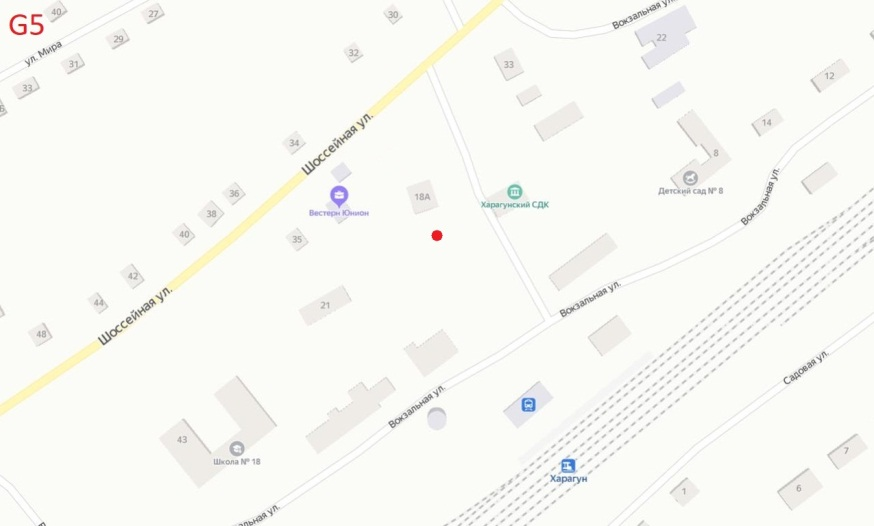 G5
40
27
30
Вокзальная ул.
ул. Мира
29
32
22
31
33
33
12
14
34
Шоссейная ул.
8
Детский сад № 8
36
Вестерн Юнион
18А
Харагунский СДК
38
Вокзальная ул.
40
35
42
44
21
Шоссейная ул.
Вокзальная ул.
48
Садовая ул.
Вокзальная ул.
43
Школа № 18
Харагун
7
1
6